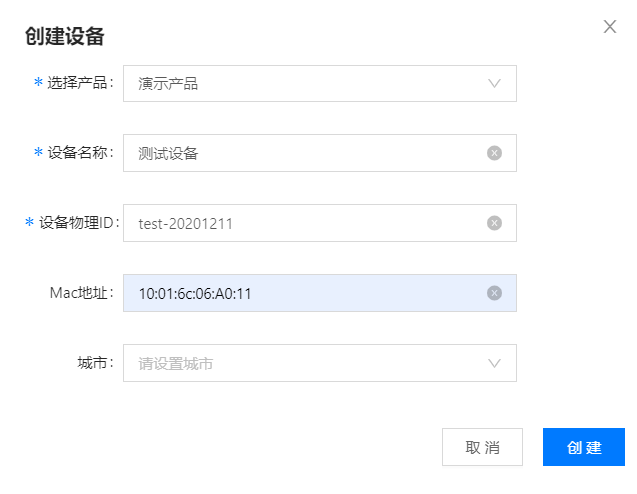 创建设备
* 选择产品: 演示产品
* 设备名称: 测试设备
* 设备物理ID: test-20201211
Mac地址: 10:01:6c:06:A0:11
城市: 请设置城市
取 消 创 建